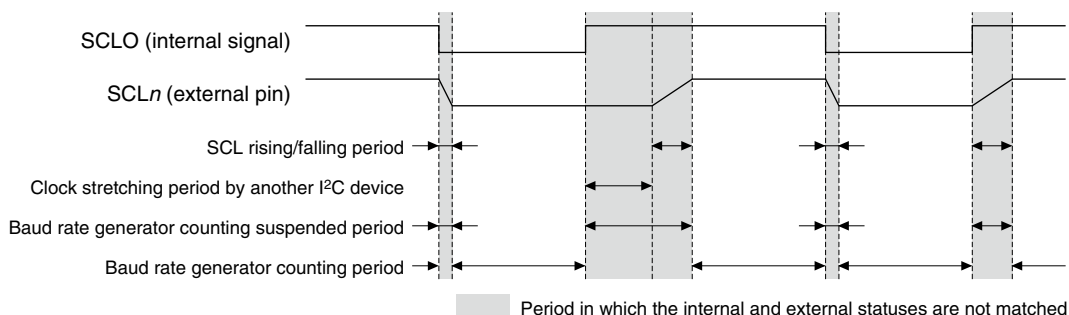 SCLO (internal signal)
SCLn (external pin)
SCL rising/falling period
Clock stretching period by another I²C device
Baud rate generator counting suspended period
Baud rate generator counting period
Period in which the internal and external statuses are not matched